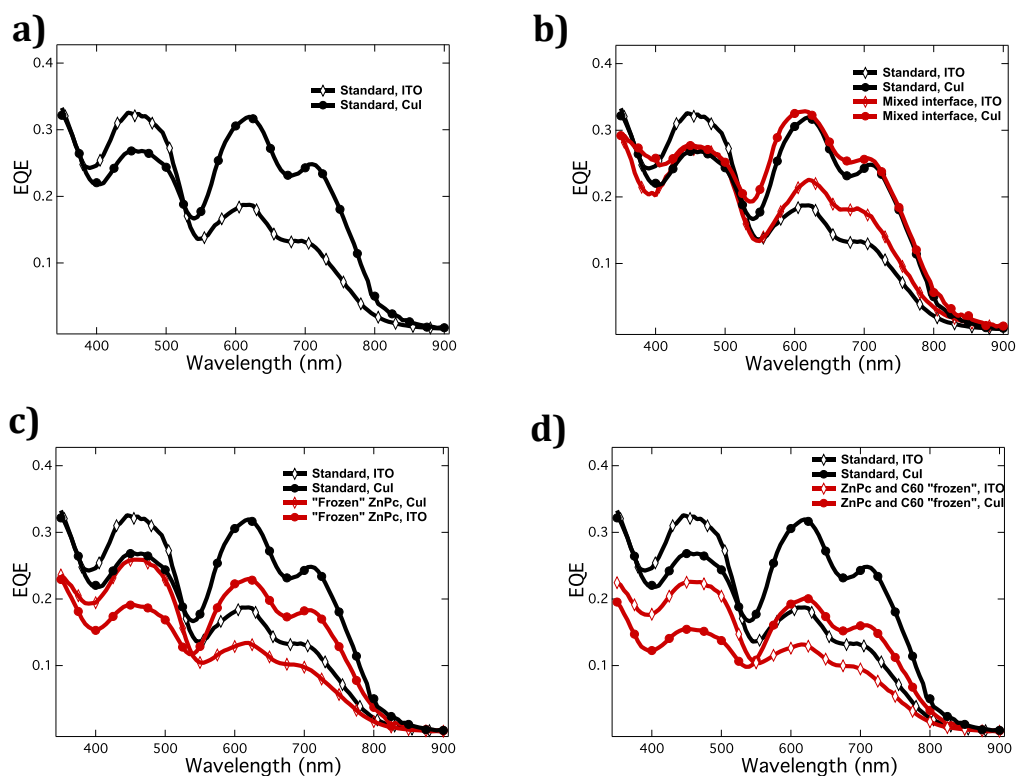 a)
0.4
0.3
0.2
0.1
EQE
Standard, ITO
Standard, CuI
400 500 600 700 800 900
Wavelength (nm)
b)
0.4
0.3
0.2
0.1
EQE
Standard, ITO
Standard, CuI
Mixed interface, ITO
Mixed interface, CuI
400 500 600 700 800 900
Wavelength (nm)
c)
0.4
0.3
0.2
0.1
EQE
Standard, ITO
Standard, CuI
"Frozen" ZnPc, CuI
"Frozen" ZnPc, ITO
400 500 600 700 800 900
Wavelength (nm)
d)
0.4
0.3
0.2
0.1
EQE
Standard, ITO
Standard, CuI
ZnPc and C60 "frozen", ITO
ZnPc and C60 "frozen", CuI
400 500 600 700 800 900
Wavelength (nm)